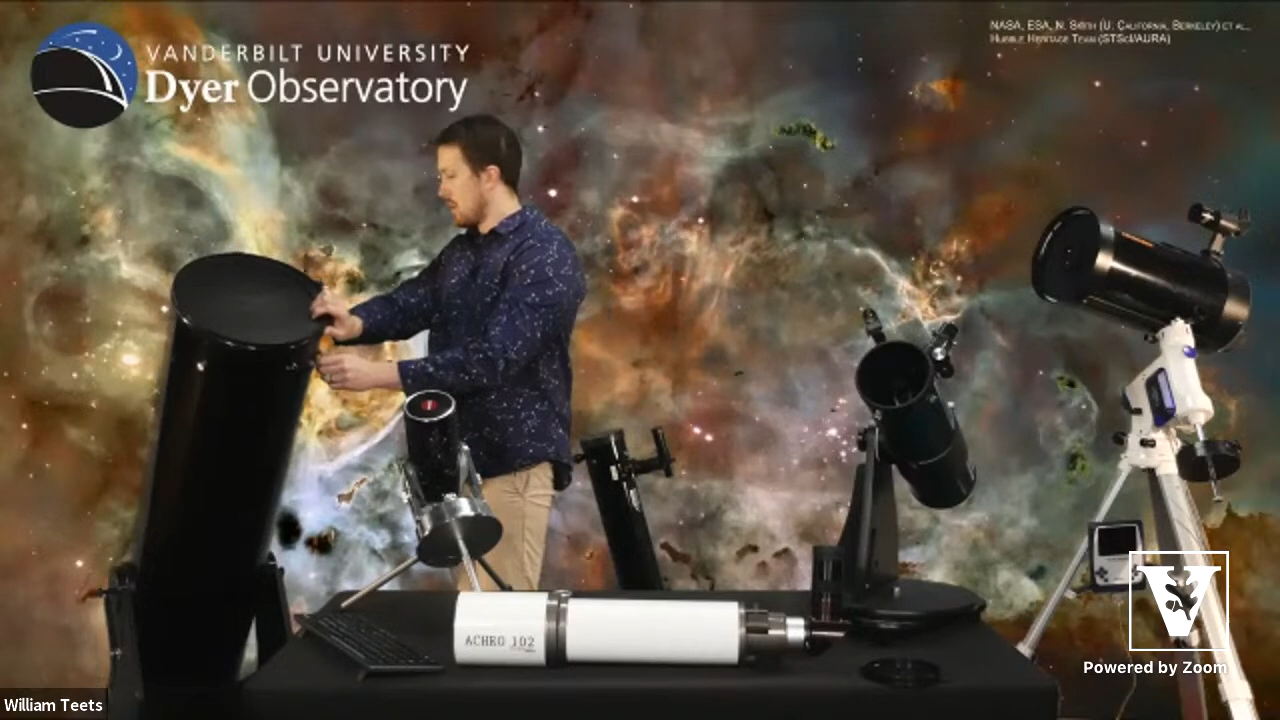 VANDERBILT UNIVERSITY
Dyer Observatory
NASA, ESA, N. Smith (U. California, Berkeley) et al.,
Hubble Heritage Team (STScI/AURA)
ACHRO 102
V
Powered by Zoom
William Teets